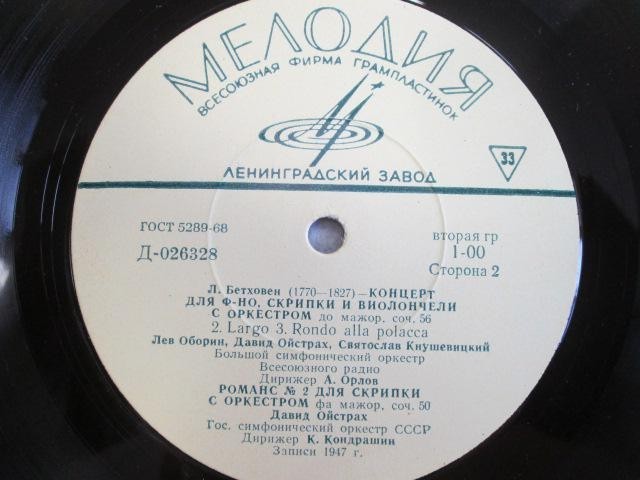 МЕЛОДИЯ
ВСЕСОЮЗНАЯ ФИРМА ГРАМПЛАСТИНОК
ЛЕНИНГРАДСКИЙ ЗАВОД
33
ГОСТ 5289-68
Д-026328
вторая гр
1-00
Сторона 2
Л. Бетховен (1770—1827) — КОНЦЕРТ
ДЛЯ Ф-НО, СКРИПКИ И ВИОЛОНЧЕЛИ
С ОРКЕСТРОМ до мажор, соч. 56
2. Largo 3. Rondo alla polacca
Лев Оборин, Давид Ойстрах, Святослав Кнушевицкий
Большой симфонический оркестр
Всесоюзного радио
Дирижер А. Орлов
РОМАНС № 2 ДЛЯ СКРИПКИ
С ОРКЕСТРОМ фа мажор, соч. 50
Давид Ойстрах
Гос. симфонический оркестр СССР
Дирижер К. Кондрашин
Записи 1947 г.